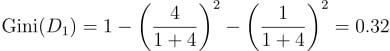 Gini(D₁) = 1 − (4/(1+4))² − (1/(1+4))² = 0.32